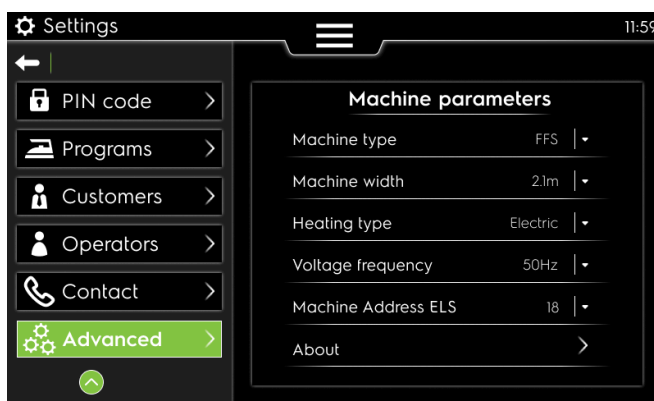 Settings
11:59
PIN code
Programs
Customers
Operators
Contact
Advanced
Machine parameters
Machine type FFS
Machine width 2.1m
Heating type Electric
Voltage frequency 50Hz
Machine Address ELS 18
About